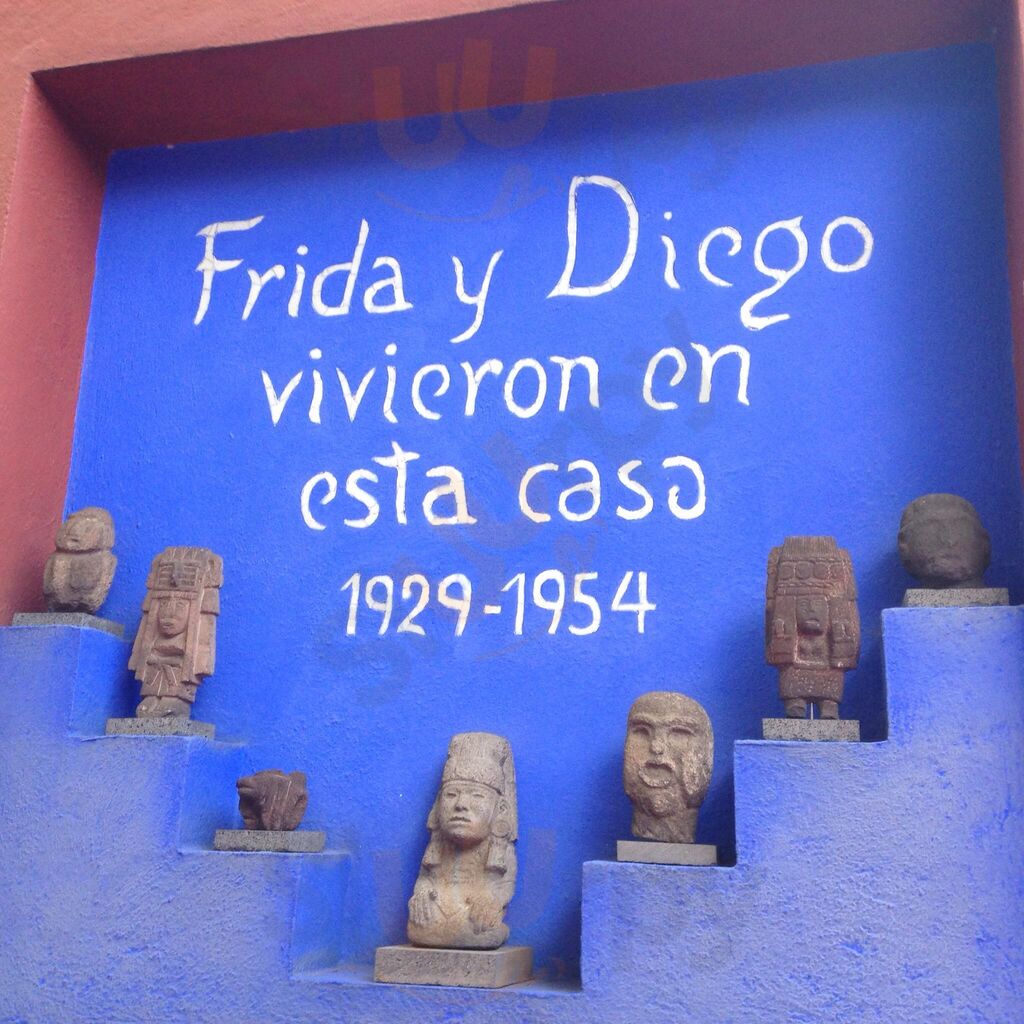 Frida y Diego
vivieron en
esta casa
1929-1954